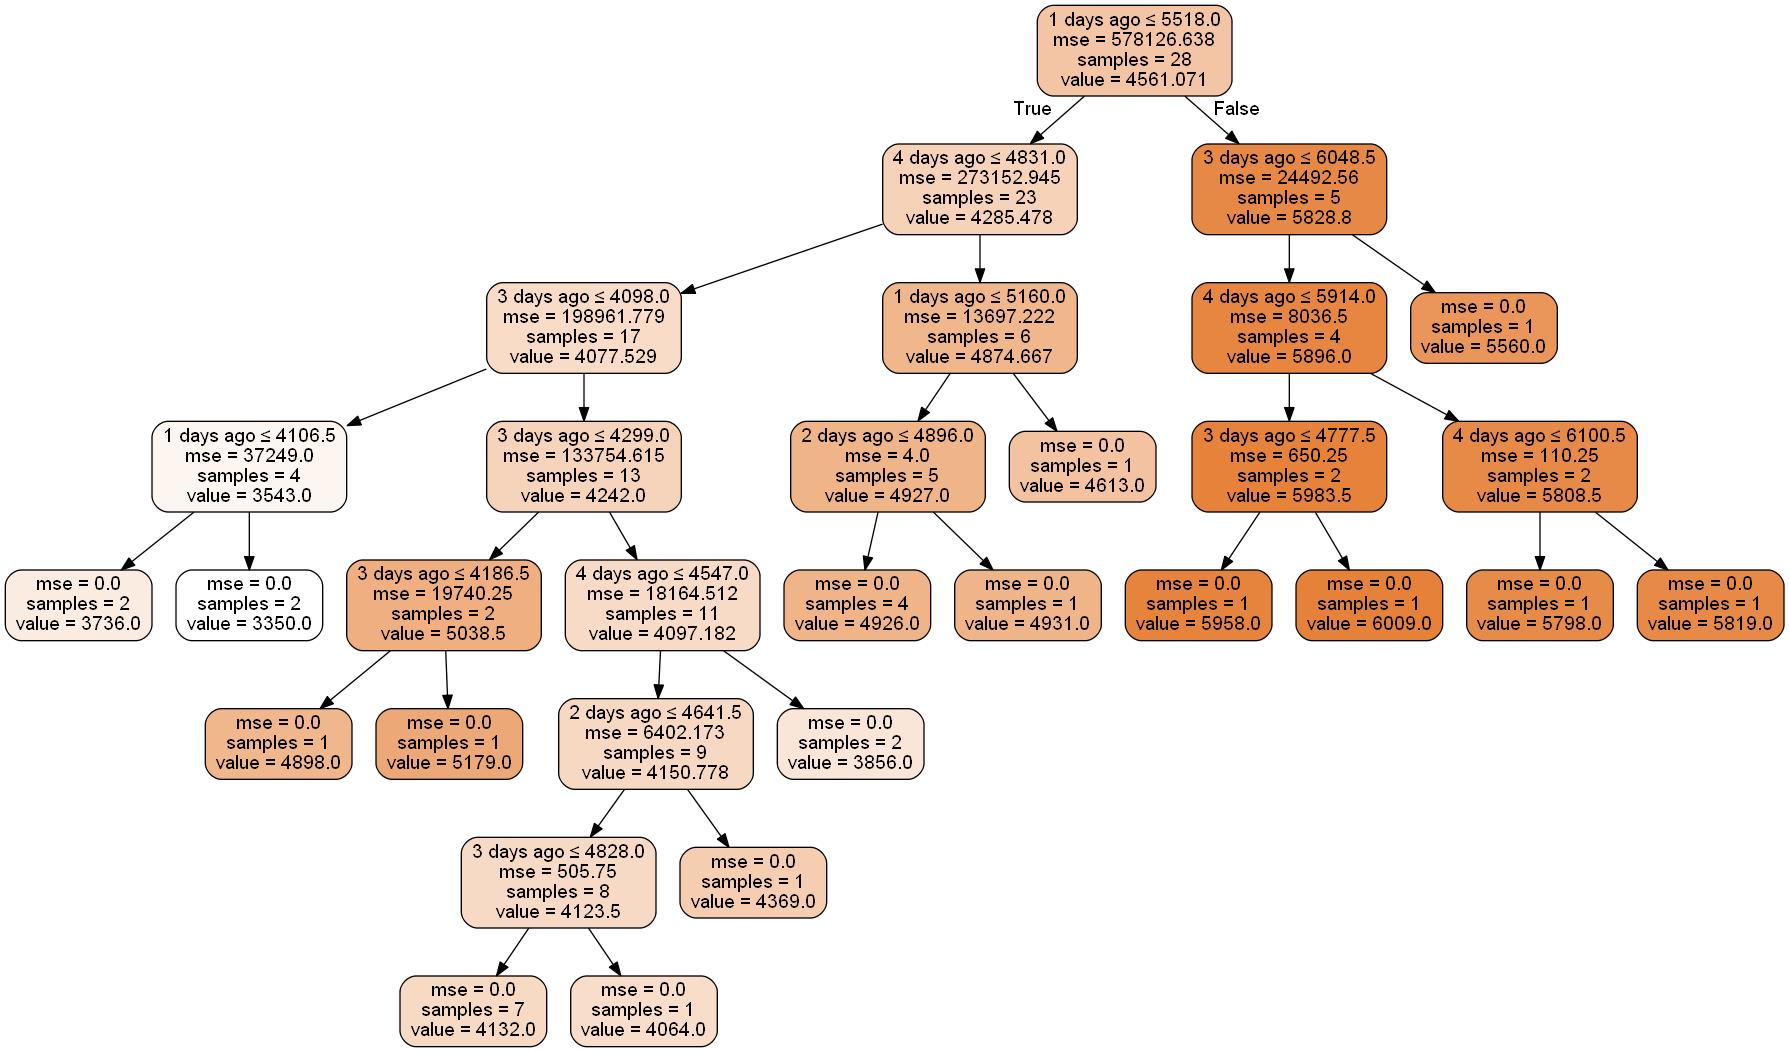 1 days ago ≤ 5518.0
mse = 578126.638
samples = 28
value = 4561.071
True
False
4 days ago ≤ 4831.0
mse = 273152.945
samples = 23
value = 4285.478
3 days ago ≤ 6048.5
mse = 24492.56
samples = 5
value = 5828.8
3 days ago ≤ 4098.0
mse = 198961.779
samples = 17
value = 4077.529
1 days ago ≤ 5160.0
mse = 13697.222
samples = 6
value = 4874.667
4 days ago ≤ 5914.0
mse = 8036.5
samples = 4
value = 5896.0
mse = 0.0
samples = 1
value = 5560.0
1 days ago ≤ 4106.5
mse = 37249.0
samples = 4
value = 3543.0
3 days ago ≤ 4299.0
mse = 133754.615
samples = 13
value = 4242.0
2 days ago ≤ 4896.0
mse = 4.0
samples = 5
value = 4927.0
mse = 0.0
samples = 1
value = 4613.0
3 days ago ≤ 4777.5
mse = 650.25
samples = 2
value = 5983.5
4 days ago ≤ 6100.5
mse = 110.25
samples = 2
value = 5808.5
mse = 0.0
samples = 2
value = 3736.0
mse = 0.0
samples = 2
value = 3350.0
3 days ago ≤ 4186.5
mse = 19740.25
samples = 2
value = 5038.5
4 days ago ≤ 4547.0
mse = 18164.512
samples = 11
value = 4097.182
mse = 0.0
samples = 4
value = 4926.0
mse = 0.0
samples = 1
value = 4931.0
mse = 0.0
samples = 1
value = 5958.0
mse = 0.0
samples = 1
value = 6009.0
mse = 0.0
samples = 1
value = 5798.0
mse = 0.0
samples = 1
value = 5819.0
mse = 0.0
samples = 1
value = 4898.0
mse = 0.0
samples = 1
value = 5179.0
2 days ago ≤ 4641.5
mse = 6402.173
samples = 9
value = 4150.778
mse = 0.0
samples = 2
value = 3856.0
3 days ago ≤ 4828.0
mse = 505.75
samples = 8
value = 4123.5
mse = 0.0
samples = 1
value = 4369.0
mse = 0.0
samples = 7
value = 4132.0
mse = 0.0
samples = 1
value = 4064.0